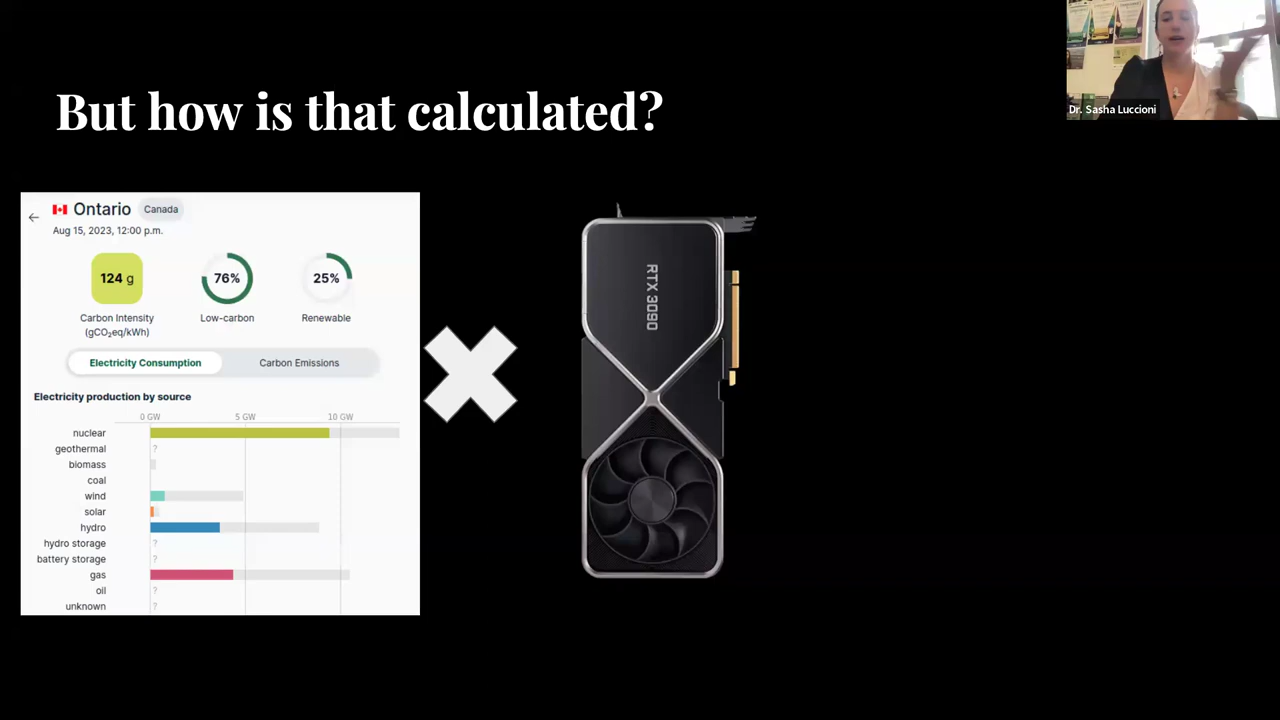 But how is that calculated?
Dr. Sasha Luccioni
Ontario Canada
Aug 15, 2023, 12:00 p.m.
124 g
76%
25%
Carbon Intensity
(gCO₂eq/kWh)
Low-carbon
Renewable
Electricity Consumption
Carbon Emissions
Electricity production by source
0 GW 5 GW 10 GW
nuclear
geothermal ?
biomass
coal
wind
solar
hydro
hydro storage ?
battery storage ?
gas
oil ?
unknown ?
RTX 3090